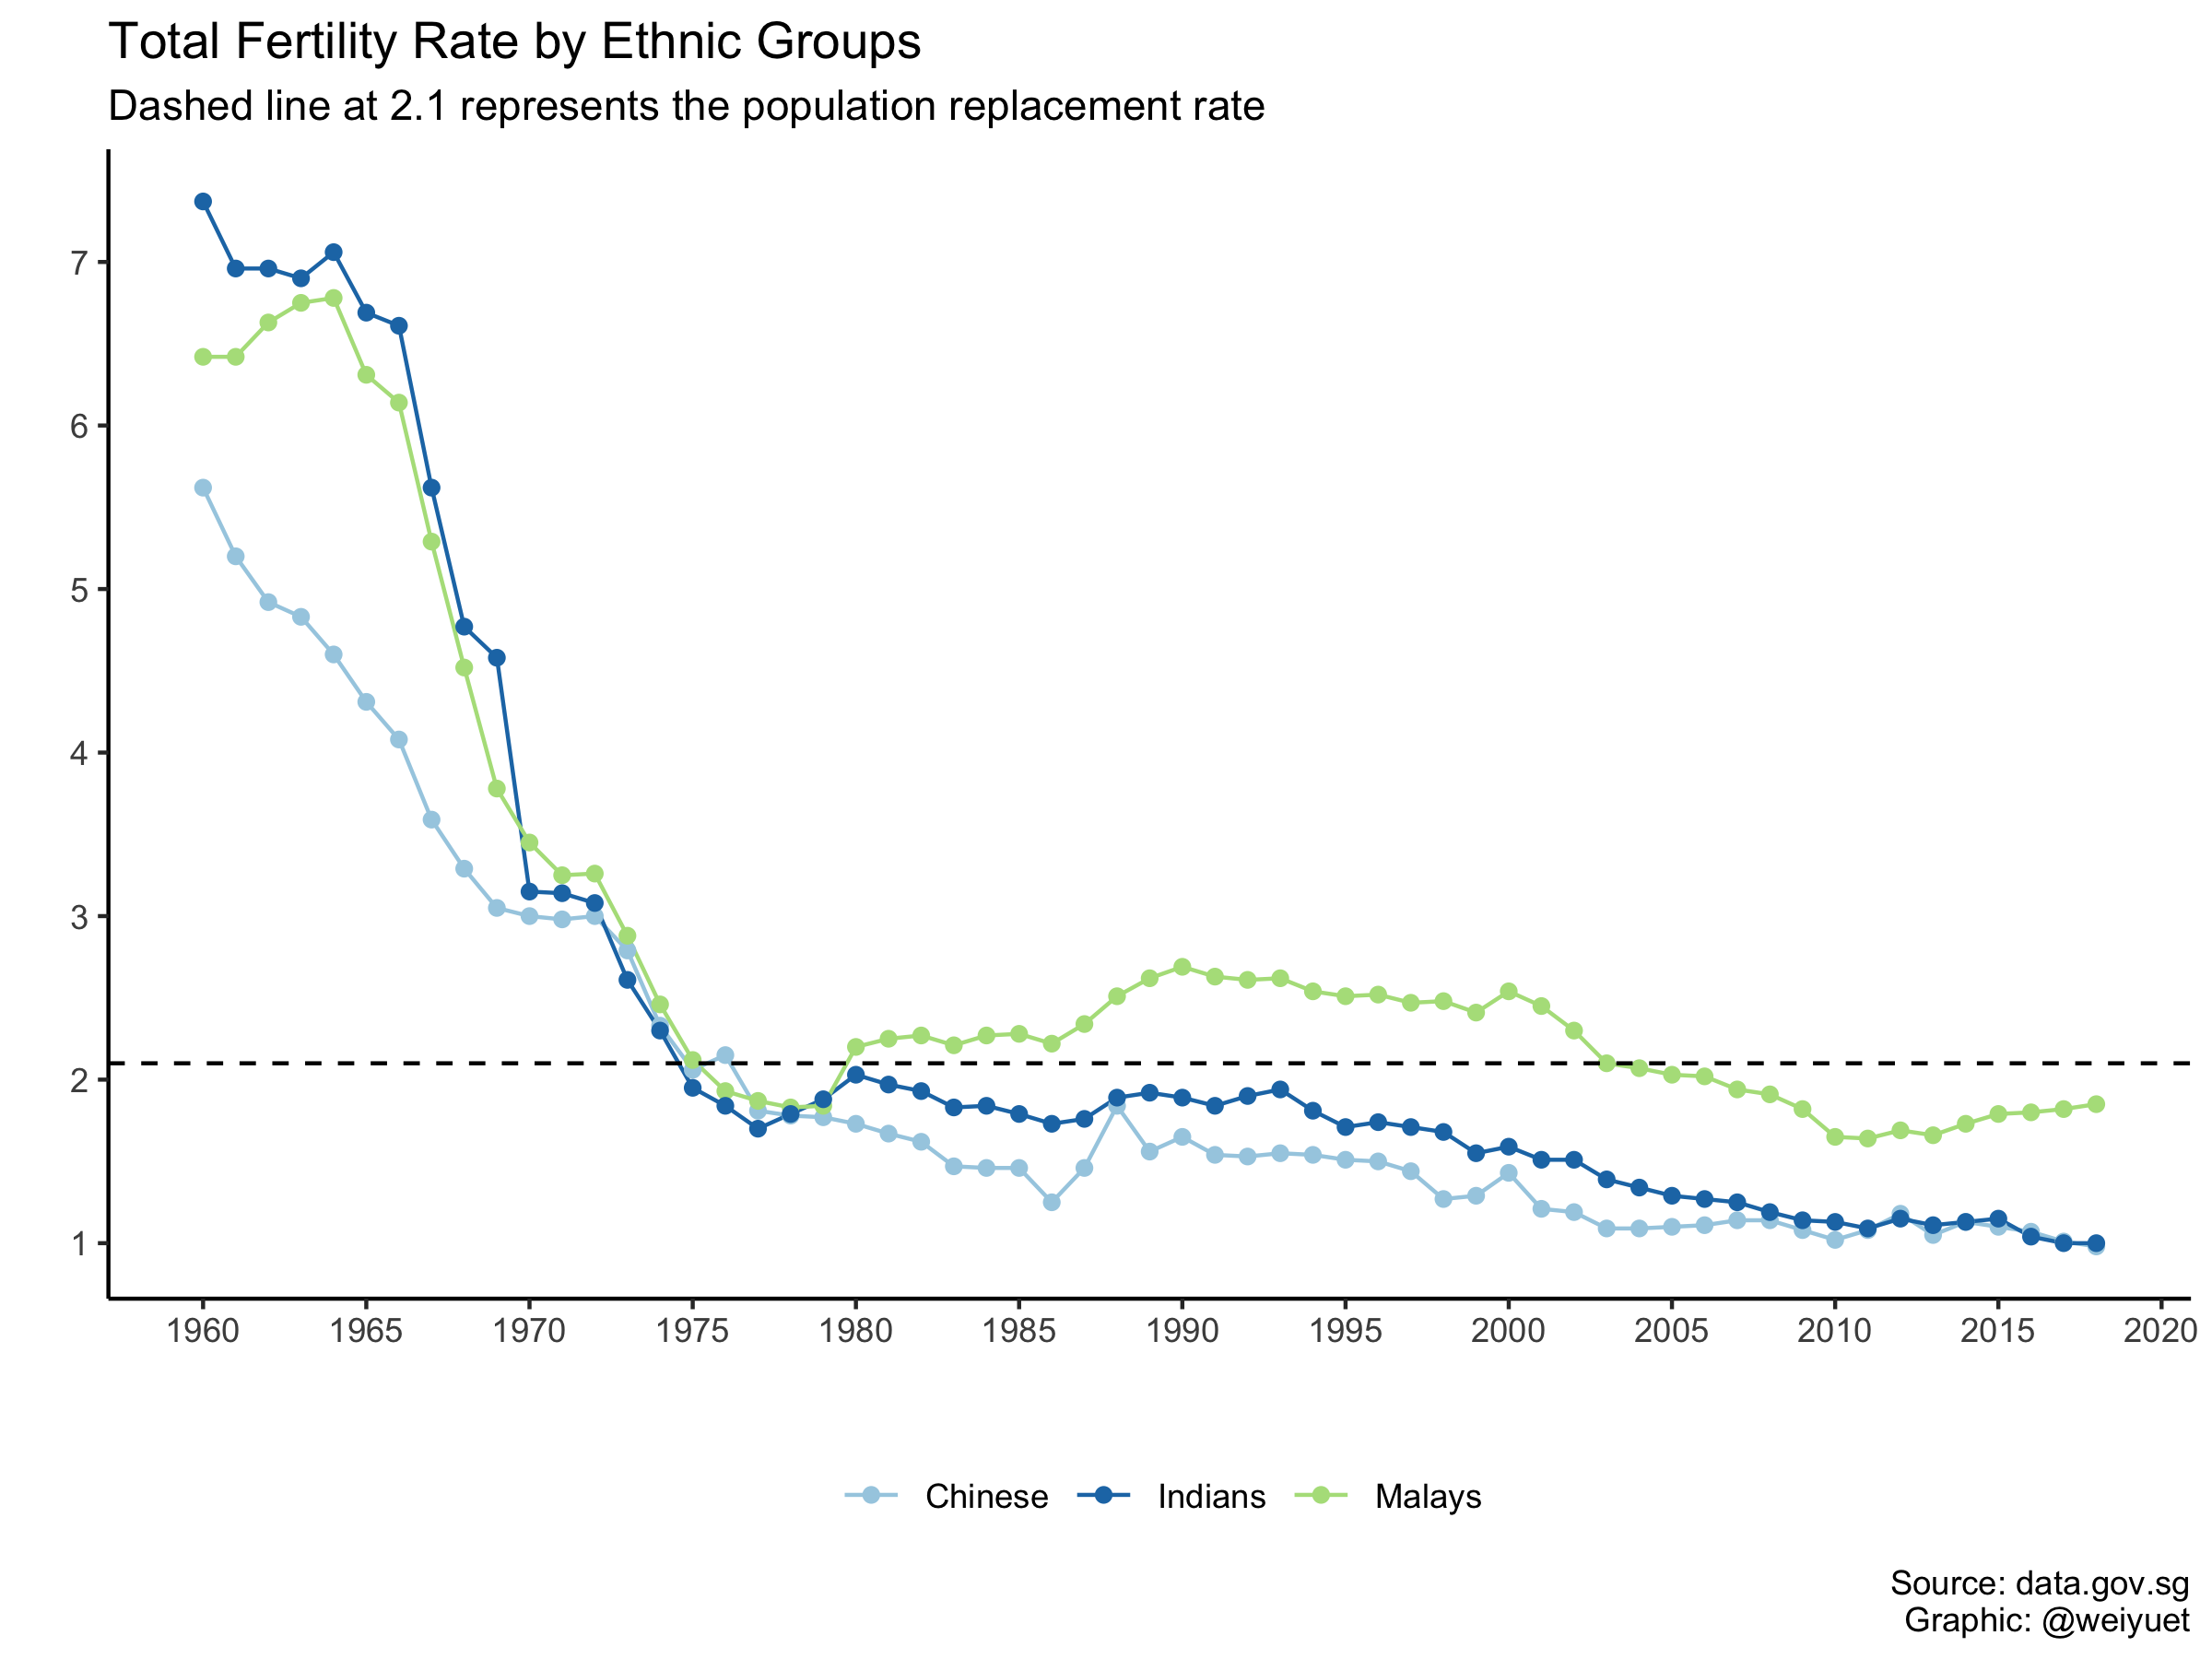 Total Fertility Rate by Ethnic Groups
Dashed line at 2.1 represents the population replacement rate
7
6
5
4
3
2
1
1960 1965 1970 1975 1980 1985 1990 1995 2000 2005 2010 2015 2020
Chinese Indians Malays
Source: data.gov.sg
Graphic: @weiyuet